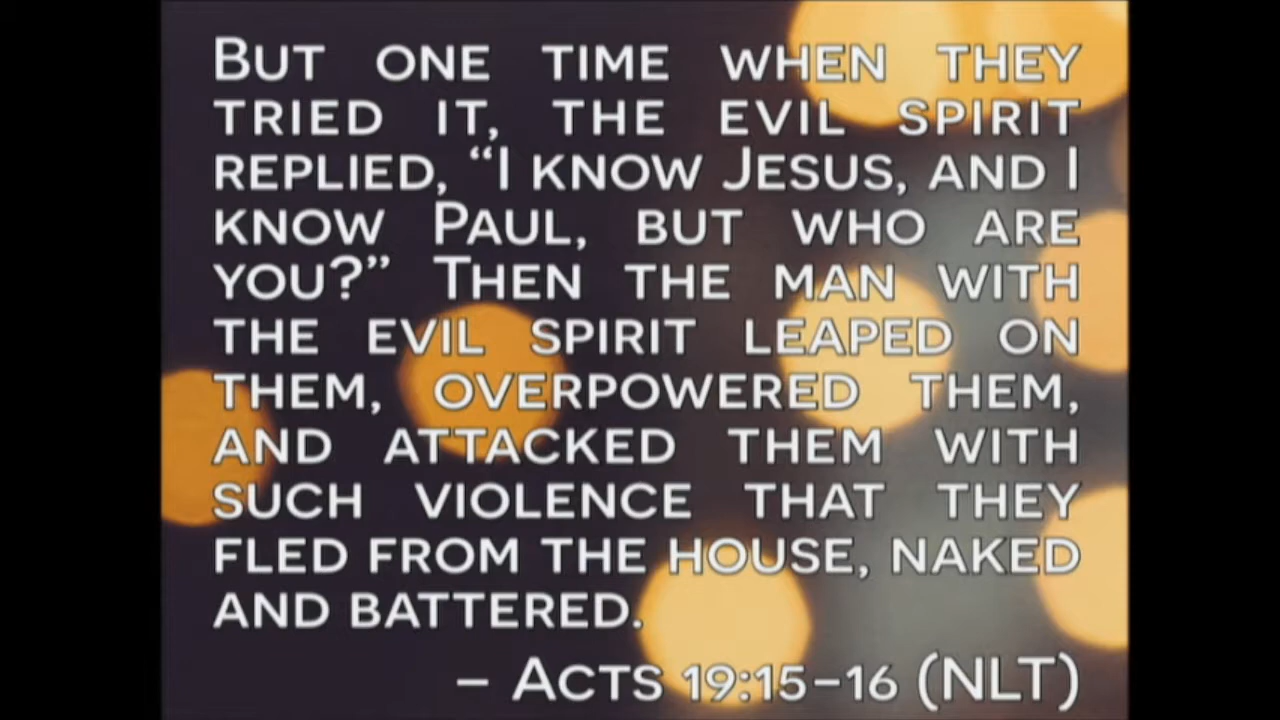 But one time when they
tried it, the evil spirit
replied, “I know Jesus, and I
know Paul, but who are
you?” Then the man with
the evil spirit leaped on
them, overpowered them,
and attacked them with
such violence that they
fled from the house, naked
and battered.
– Acts 19:15–16 (NLT)